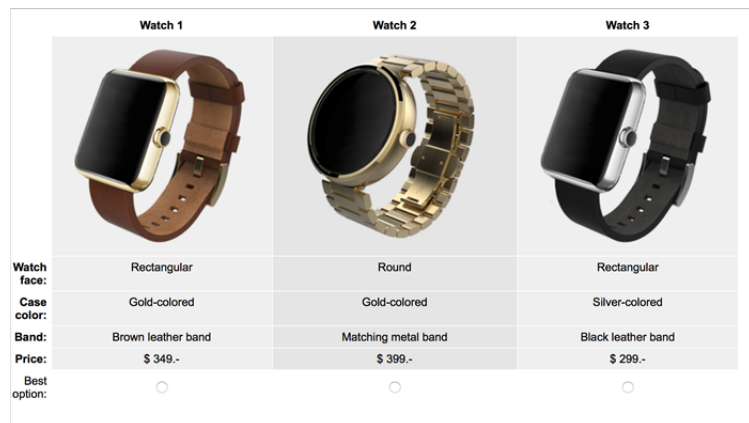 Watch 1 Watch 2 Watch 3
Watch face: Rectangular Round Rectangular
Case color: Gold-colored Gold-colored Silver-colored
Band: Brown leather band Matching metal band Black leather band
Price: $ 349.- $ 399.- $ 299.-
Best option: